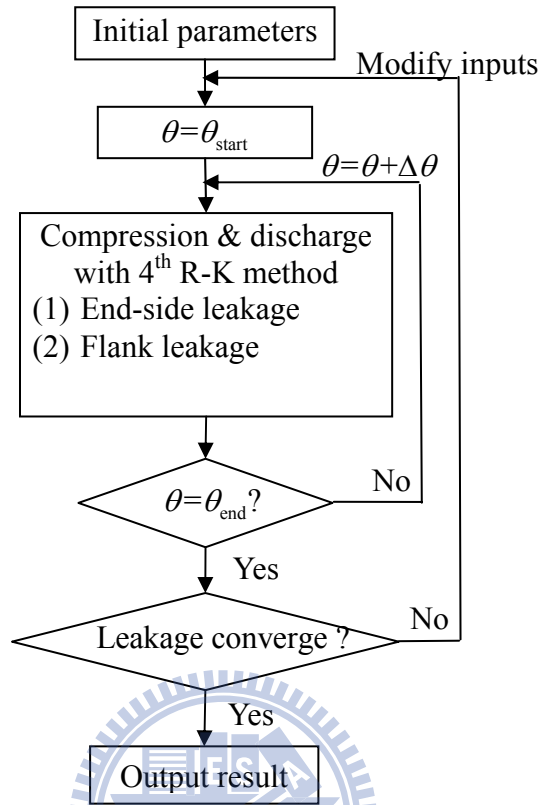 Initial parameters
Modify inputs
θ=θstart
θ=θ+Δθ
Compression & discharge
with 4th R-K method
(1) End-side leakage
(2) Flank leakage
θ=θend?
No
Yes
Leakage converge ?
No
Yes
Output result